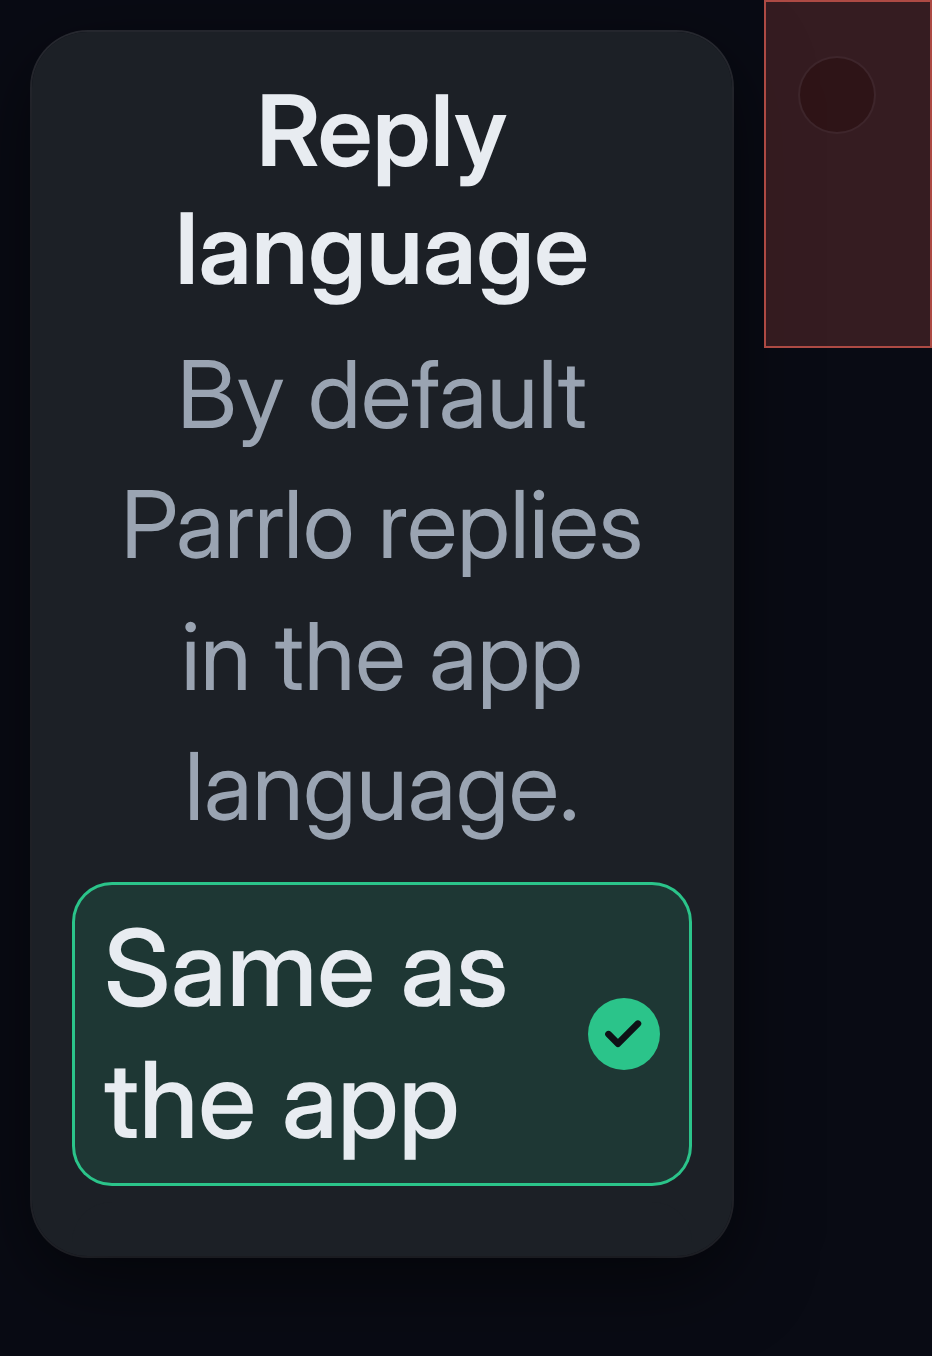 Reply
language
By default
Parrlo replies
in the app
language.
Same as
the app